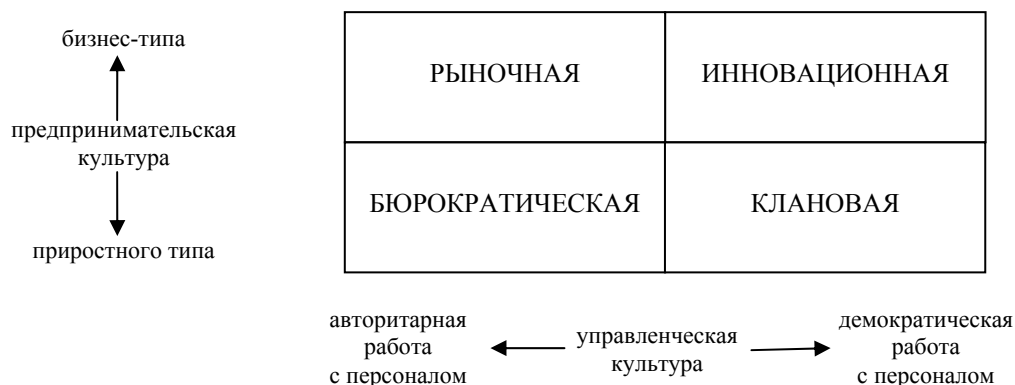 бизнес-типа
предпринимательская
культура
приростного типа
РЫНОЧНАЯ
ИННОВАЦИОННАЯ
БЮРОКРАТИЧЕСКАЯ
КЛАНОВАЯ
авторитарная
работа
с персоналом
управленческая
культура
демократическая
работа
с персоналом